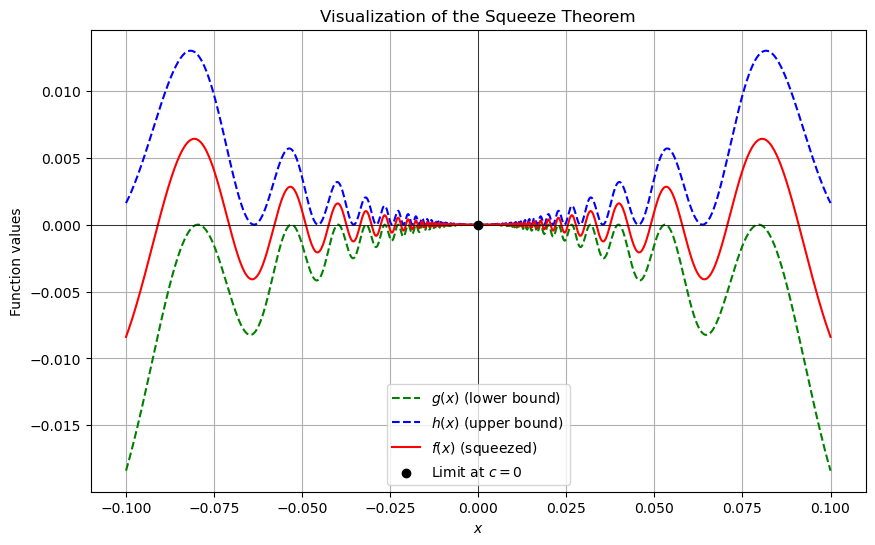 Visualization of the Squeeze Theorem
Function values
0.010
0.005
0.000
−0.005
−0.010
−0.015
g(x) (lower bound)
h(x) (upper bound)
f(x) (squeezed)
Limit at c = 0
−0.100 −0.075 −0.050 −0.025 0.000 0.025 0.050 0.075 0.100
x